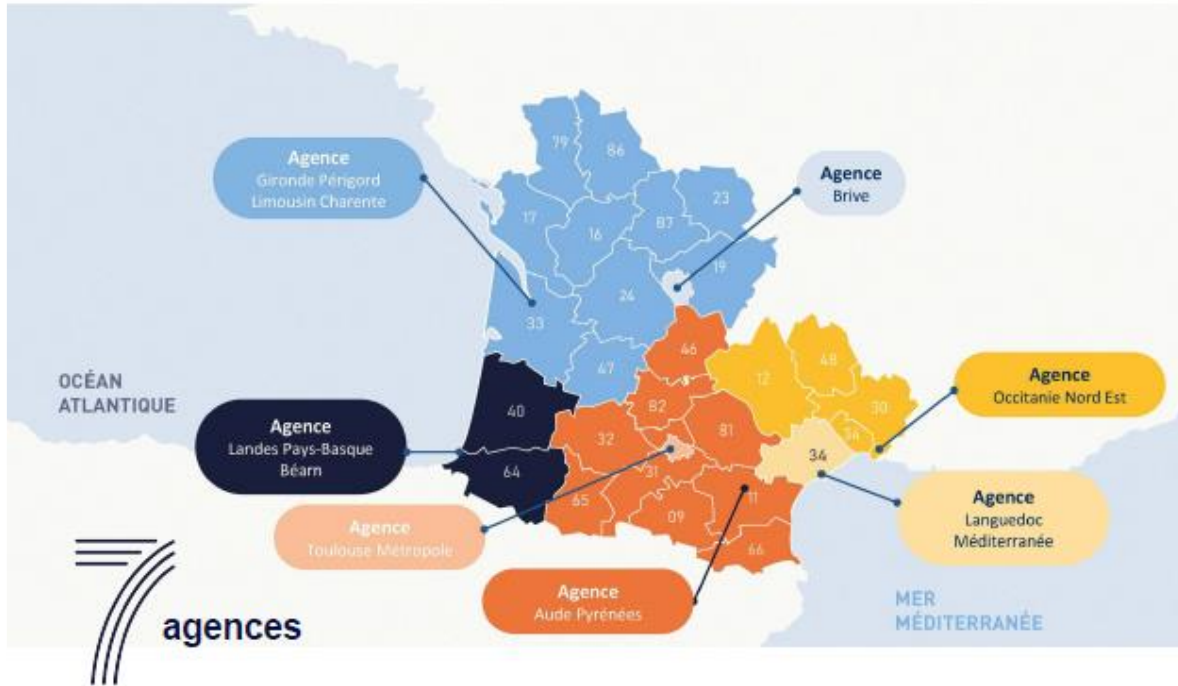 79
86
Agence
Gironde Périgord
Limousin Charente
Agence
Brive
17
16
87
23
19
24
33
47
46
12
48
30
34
OCÉAN
ATLANTIQUE
40
82
32
81
34
64
31
65
09
11
66
Agence
Occitanie Nord Est
Agence
Landes Pays-Basque
Béarn
Agence
Toulouse Métropole
Agence
Languedoc
Méditerranée
Agence
Aude Pyrénées
MER
MÉDITERRANÉE
7
agences